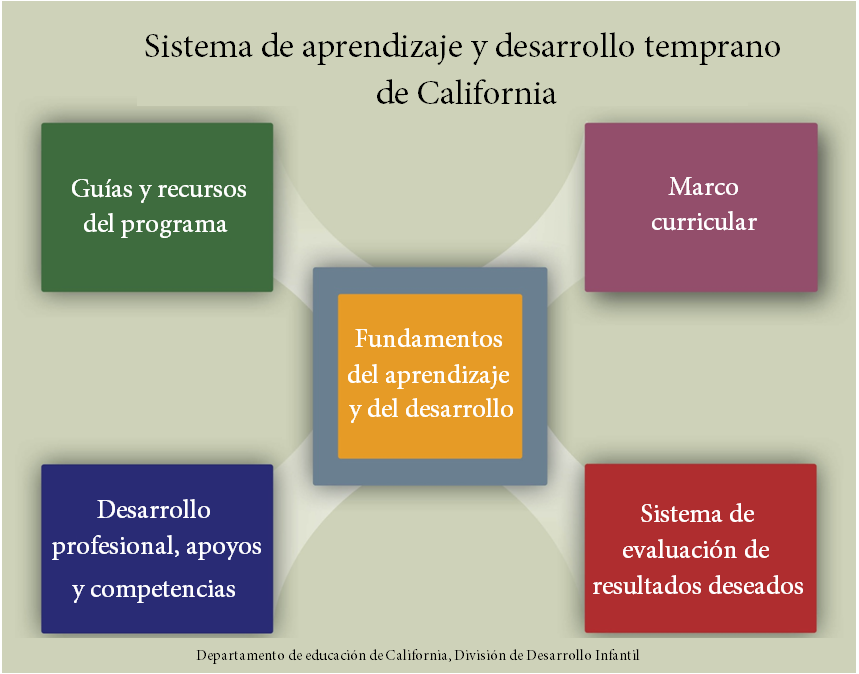 Sistema de aprendizaje y desarrollo temprano
de California
Guías y recursos
del programa
Marco
curricular
Fundamentos
del aprendizaje
y del desarrollo
Desarrollo
profesional, apoyos
y competencias
Sistema de
evaluación de
resultados deseados
Departamento de educación de California, División de Desarrollo Infantil